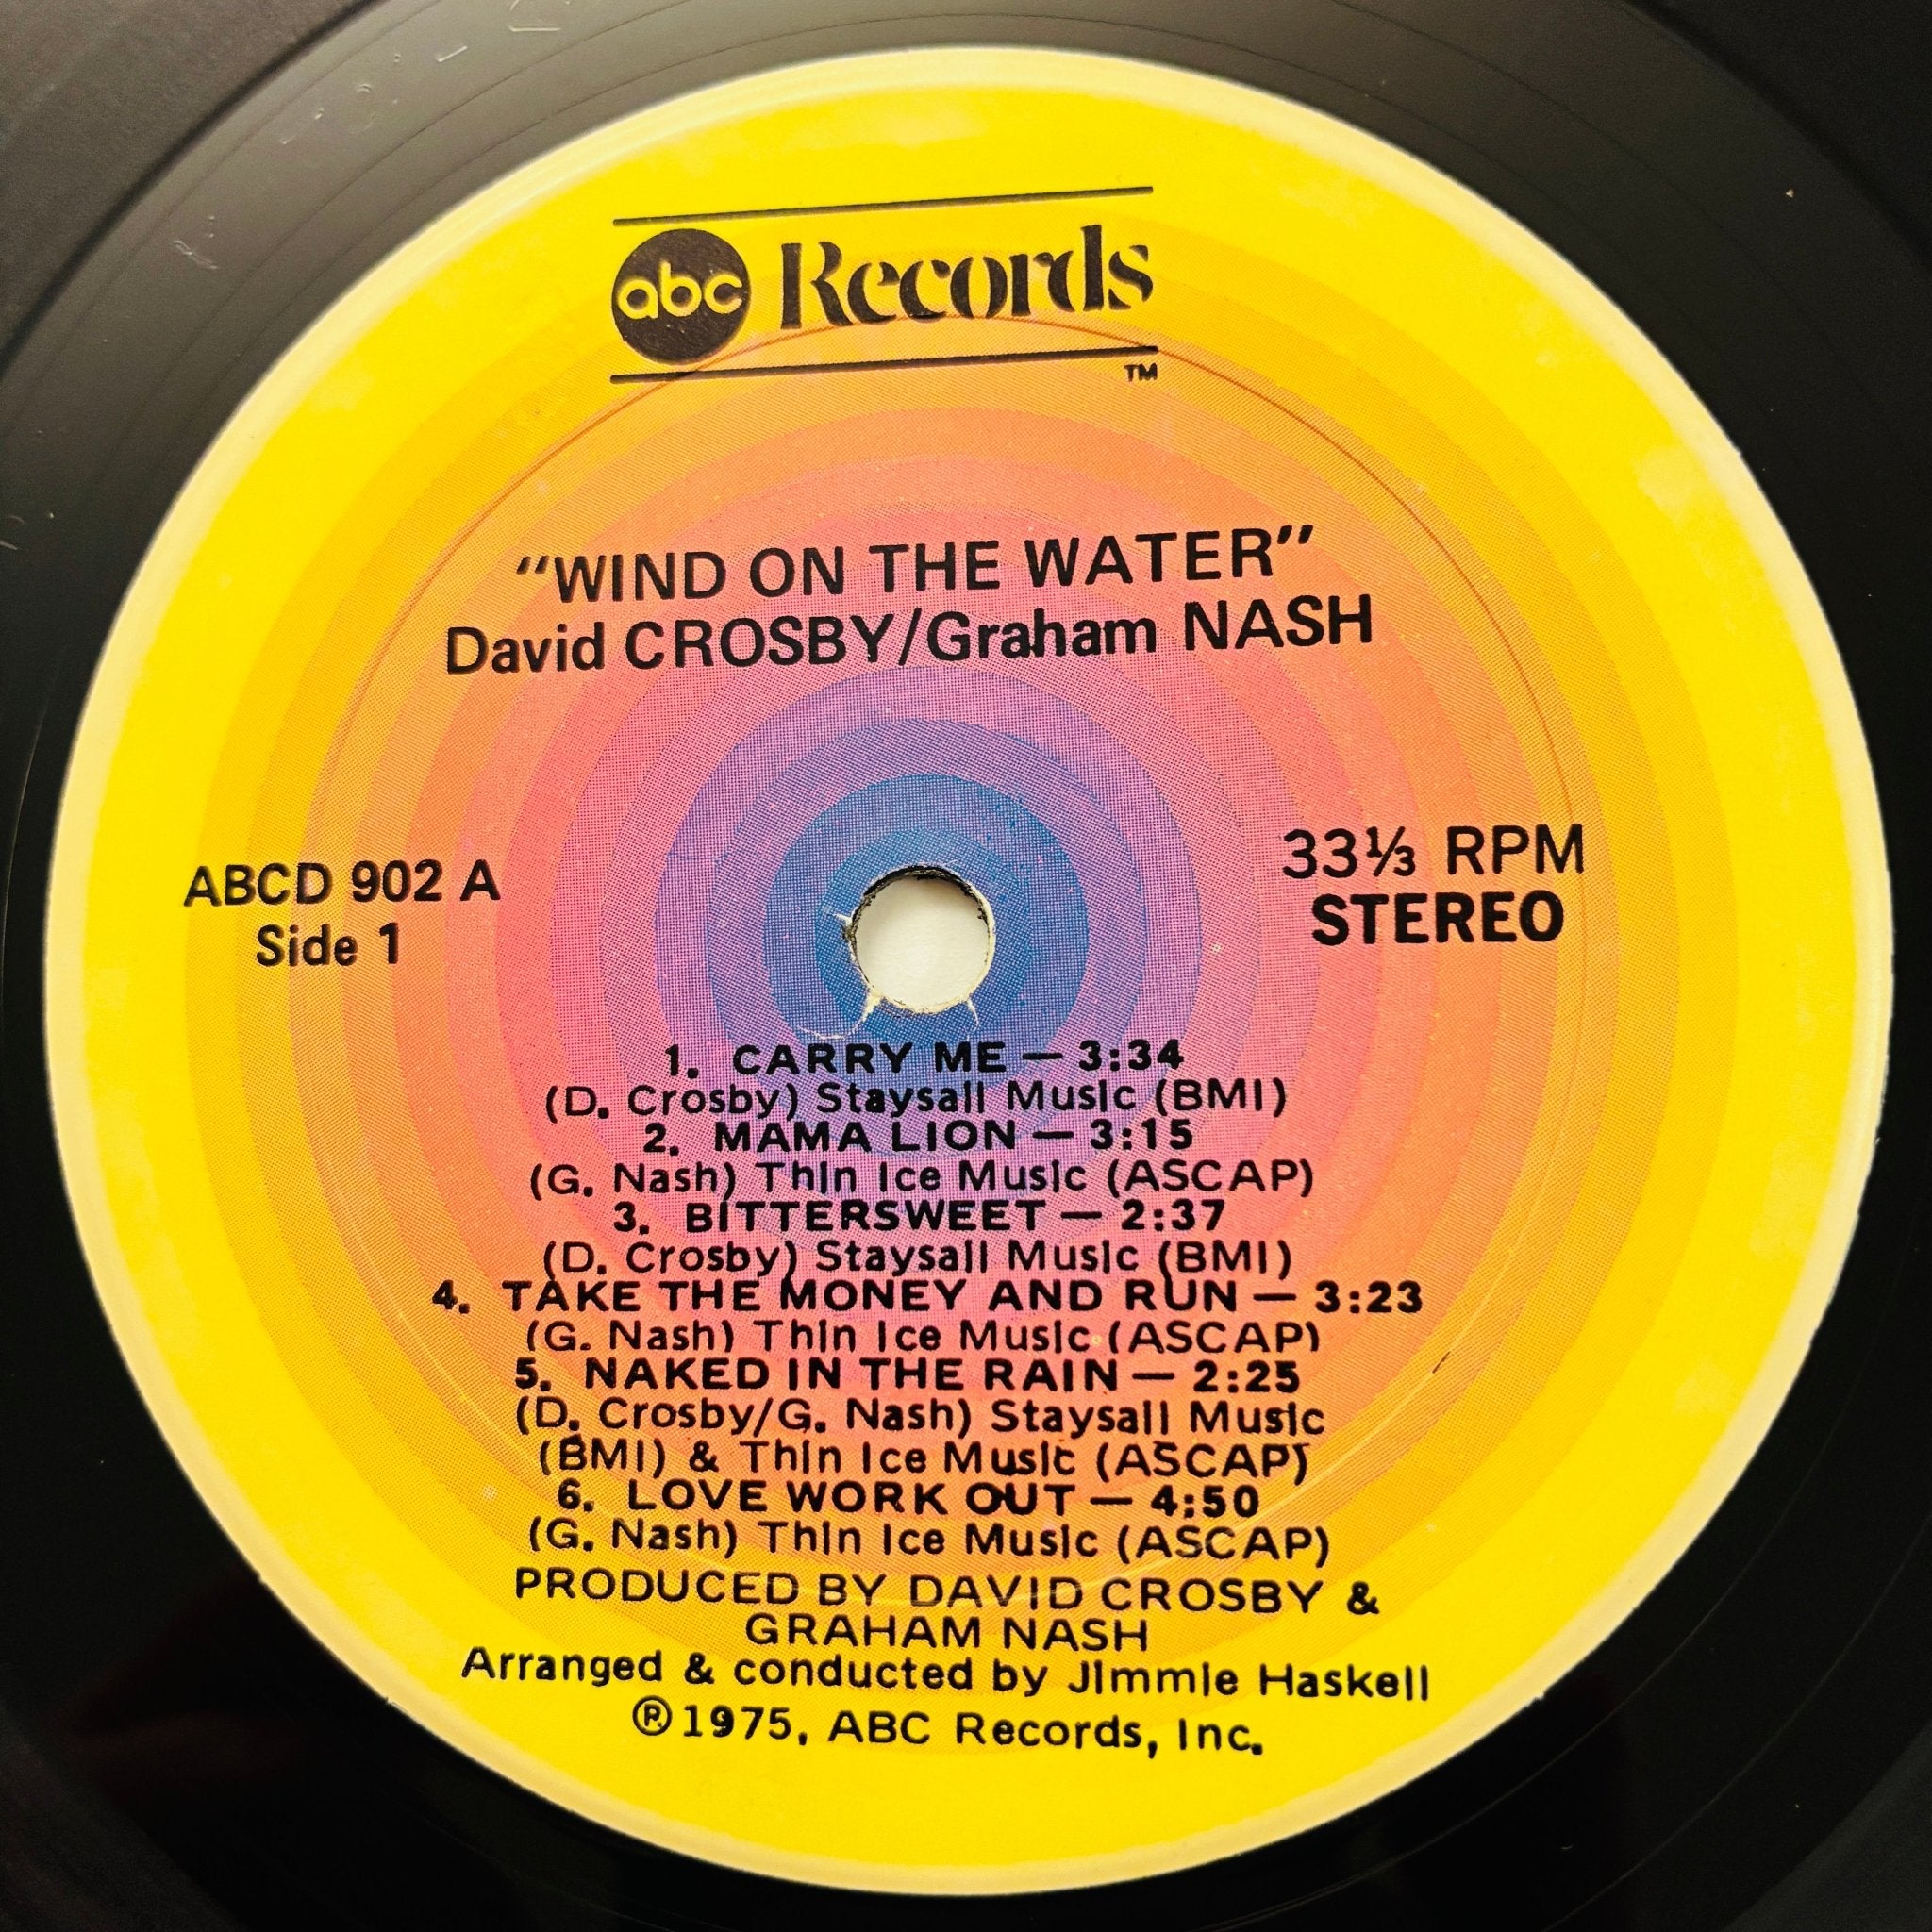 abc Records
TM
"WIND ON THE WATER"
David CROSBY/Graham NASH
ABCD 902 A
Side 1
33⅓ RPM
STEREO
1. CARRY ME — 3:34
(D. Crosby) Staysail Music (BMI)
2. MAMA LION — 3:15
(G. Nash) Thin Ice Music (ASCAP)
3. BITTERSWEET — 2:37
(D. Crosby) Staysail Music (BMI)
4. TAKE THE MONEY AND RUN — 3:23
(G. Nash) Thin Ice Music (ASCAP)
5. NAKED IN THE RAIN — 2:25
(D. Crosby/G. Nash) Staysail Music
(BMI) & Thin Ice Music (ASCAP)
6. LOVE WORK OUT — 4:50
(G. Nash) Thin Ice Music (ASCAP)
PRODUCED BY DAVID CROSBY &
GRAHAM NASH
Arranged & conducted by Jimmie Haskell
℗ 1975, ABC Records, Inc.